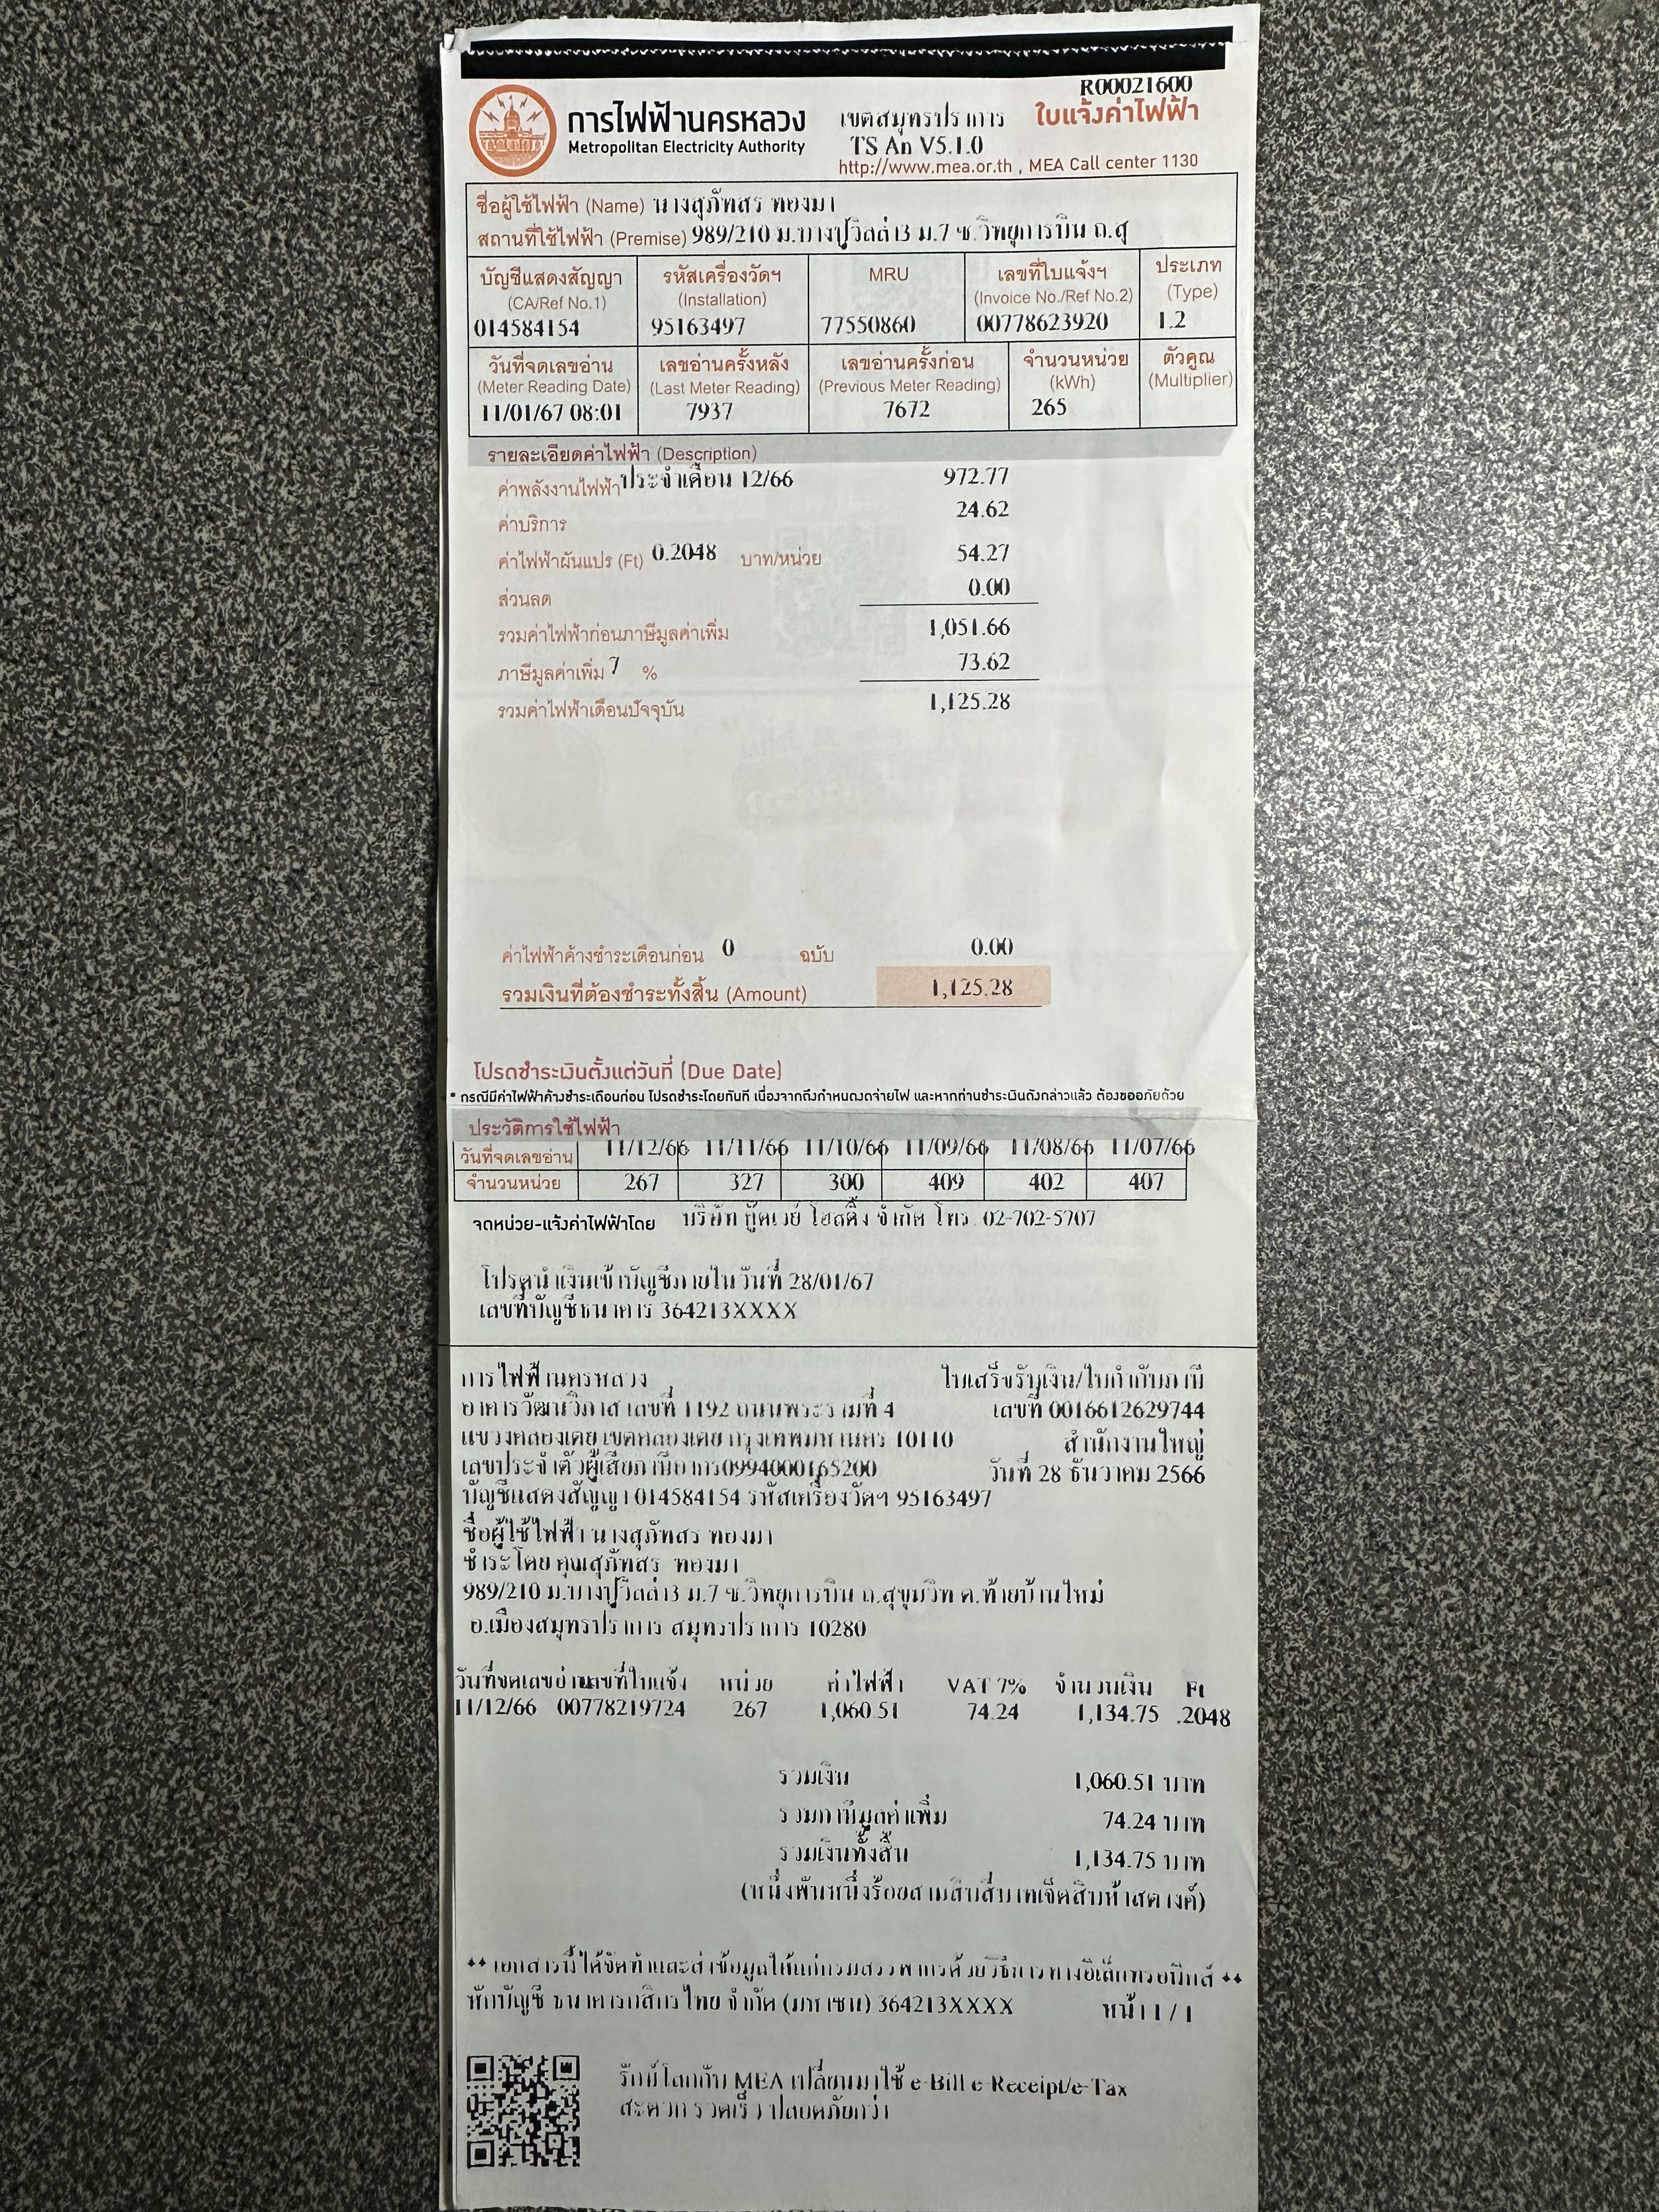 R00021600
การไฟฟ้านครหลวง เขตสมุทรปราการ ใบแจ้งค่าไฟฟ้า
Metropolitan Electricity Authority TS An V5.1.0
http://www.mea.or.th , MEA Call center 1130
ชื่อผู้ใช้ไฟฟ้า (Name) นางสุภัทสร ทองมา
สถานที่ใช้ไฟฟ้า (Premise) 989/210 ม.บางปูวิลล่า3 ม.7 ซ.วิทยุการบิน ถ.สุ
บัญชีแสดงสัญญา รหัสเครื่องวัดฯ MRU เลขที่ใบแจ้งฯ ประเภท
(CA/Ref No.1) (Installation) (Invoice No./Ref No.2) (Type)
014584154 95163497 77550860 00778623920 1.2
วันที่จดเลขอ่าน เลขอ่านครั้งหลัง เลขอ่านครั้งก่อน จำนวนหน่วย ตัวคูณ
(Meter Reading Date) (Last Meter Reading) (Previous Meter Reading) (kWh) (Multiplier)
11/01/67 08:01 7937 7672 265
รายละเอียดค่าไฟฟ้า (Description)
ค่าพลังงานไฟฟ้า ประจำเดือน 12/66 972.77
ค่าบริการ 24.62
ค่าไฟฟ้าผันแปร (Ft) 0.2048 บาท/หน่วย 54.27
ส่วนลด 0.00
รวมค่าไฟฟ้าก่อนภาษีมูลค่าเพิ่ม 1,051.66
ภาษีมูลค่าเพิ่ม 7 % 73.62
รวมค่าไฟฟ้าเดือนปัจจุบัน 1,125.28
ค่าไฟฟ้าค้างชำระเดือนก่อน 0 ฉบับ 0.00
รวมเงินที่ต้องชำระทั้งสิ้น (Amount) 1,125.28
โปรดชำระเงินตั้งแต่วันที่ (Due Date)
* กรณีมีค่าไฟฟ้าค้างชำระเดือนก่อน โปรดชำระโดยทันที เนื่องจากถึงกำหนดงดจ่ายไฟ และหากท่านชำระเงินดังกล่าวแล้ว ต้องขออภัยด้วย
ประวัติการใช้ไฟฟ้า
วันที่จดเลขอ่าน 11/12/66 11/11/66 11/10/66 11/09/66 11/08/66 11/07/66
จำนวนหน่วย 267 327 300 409 402 407
จดหน่วย-แจ้งค่าไฟฟ้าโดย บริษัท กู๊ดเวย์ โฮลดิ้ง จำกัด โทร. 02-702-5707
โปรดนำเงินเข้าบัญชีภายในวันที่ 28/01/67
เลขที่บัญชีธนาคาร 364213XXXX
การไฟฟ้านครหลวง ใบเสร็จรับเงิน/ใบกำกับภาษี
อาคารวัฒนวิภาส เลขที่ 1192 ถนนพระรามที่ 4 เลขที่ 0016612629744
แขวงคลองเตย เขตคลองเตย กรุงเทพมหานคร 10110 สำนักงานใหญ่
เลขประจำตัวผู้เสียภาษีอากร0994000165200 วันที่ 28 ธันวาคม 2566
บัญชีแสดงสัญญา 014584154 รหัสเครื่องวัดฯ 95163497
ชื่อผู้ใช้ไฟฟ้า นางสุภัทสร ทองมา
ชำระโดย คุณสุภัทสร ทองมา
989/210 ม.บางปูวิลล่า3 ม.7 ซ.วิทยุการบิน ถ.สุขุมวิท ต.ท้ายบ้านใหม่
อ.เมืองสมุทรปราการ สมุทรปราการ 10280
วันที่จดเลขอ่าน เลขที่ใบแจ้ง หน่วย ค่าไฟฟ้า VAT 7% จำนวนเงิน Ft
11/12/66 00778219724 267 1,060.51 74.24 1,134.75 .2048
รวมเงิน 1,060.51 บาท
รวมภาษีมูลค่าเพิ่ม 74.24 บาท
รวมเงินทั้งสิ้น 1,134.75 บาท
(หนึ่งพันหนึ่งร้อยสามสิบสี่บาทเจ็ดสิบห้าสตางค์)
** เอกสารนี้ได้จัดทำและส่งข้อมูลให้แก่กรมสรรพากรด้วยวิธีการทางอิเล็กทรอนิกส์ **
หักบัญชี ธนาคารกสิกรไทย จำกัด (มหาชน) 364213XXXX หน้า 1 / 1
รักษ์โลกกับ MEA เปลี่ยนมาใช้ e-Bill e-Receipt/e-Tax
สะดวก รวดเร็ว ปลอดภัยกว่า